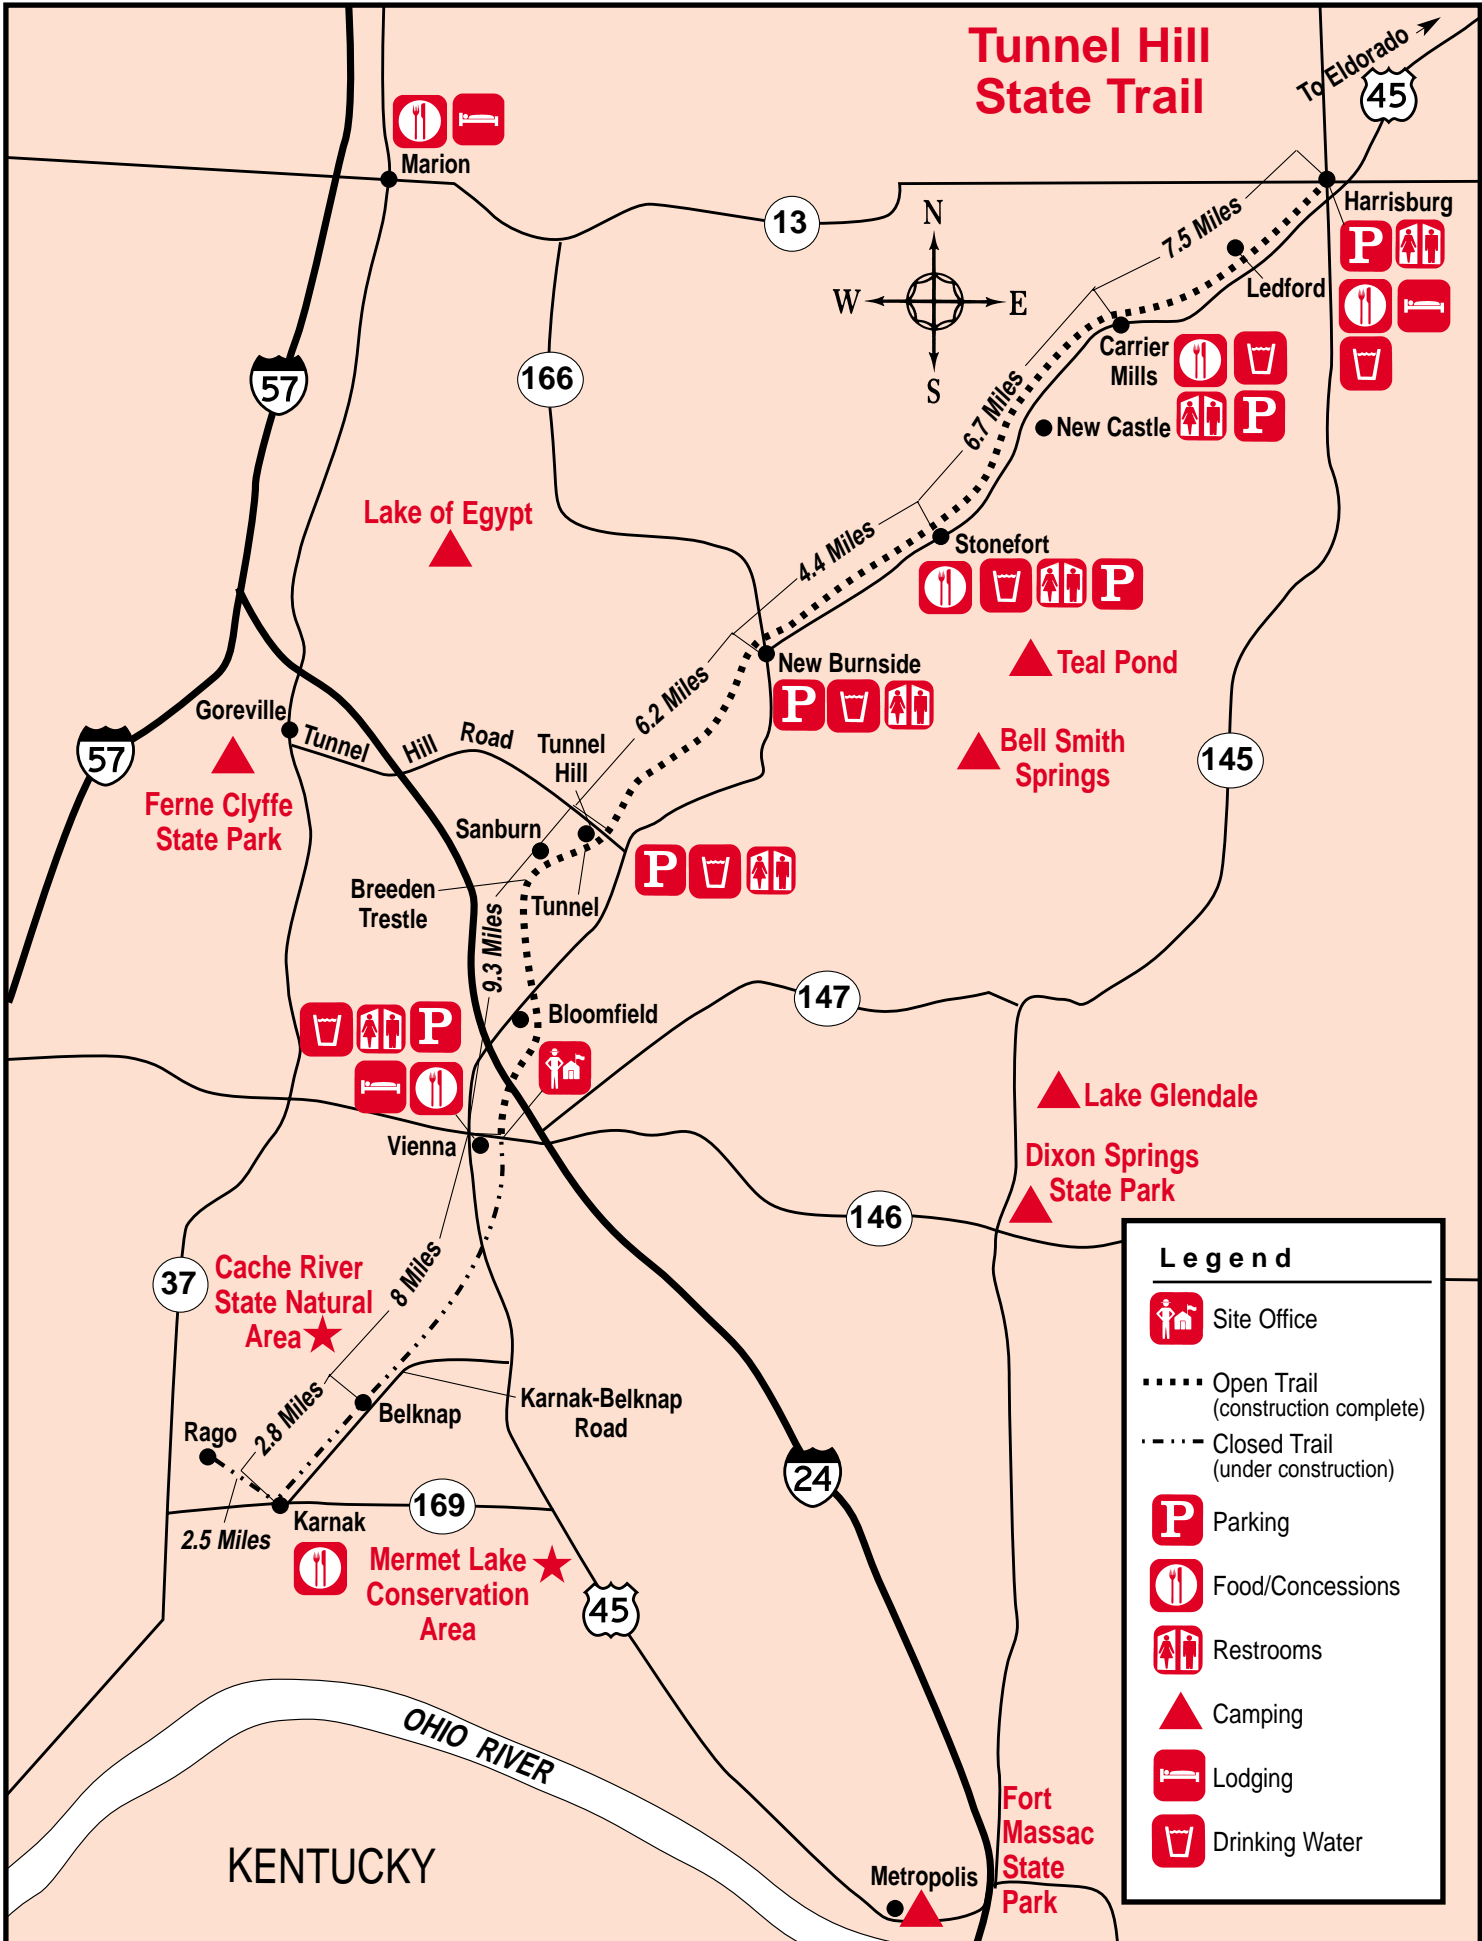 Tunnel Hill
State Trail
To Eldorado
45
Marion
13
N
W
E
S
7.5 Miles
Harrisburg
P
Ledford
Carrier
Mills
P
57
166
6.7 Miles
New Castle
Lake of Egypt
4.4 Miles
Stonefort
P
Teal Pond
New Burnside
P
6.2 Miles
Goreville
57
Tunnel Hill Road
Tunnel
Hill
Bell Smith
Springs
145
Ferne Clyffe
State Park
Sanburn
P
Breeden
Trestle
Tunnel
9.3 Miles
147
Bloomfield
P
Lake Glendale
Vienna
Dixon Springs
State Park
146
8 Miles
37
Cache River
State Natural
Area
Karnak-Belknap
Road
Belknap
2.8 Miles
Rago
24
169
Karnak
2.5 Miles
Mermet Lake
Conservation
Area
45
OHIO RIVER
KENTUCKY
Metropolis
Fort
Massac
State
Park
Legend
Site Office
Open Trail
(construction complete)
Closed Trail
(under construction)
P Parking
Food/Concessions
Restrooms
Camping
Lodging
Drinking Water